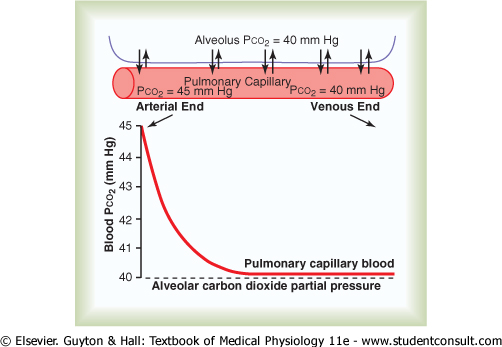 Alveolus PCO2 = 40 mm Hg
Pulmonary Capillary
PCO2 = 45 mm Hg PCO2 = 40 mm Hg
Arterial End Venous End
Blood PCO2 (mm Hg)
45
44
43
42
41
40
Pulmonary capillary blood
Alveolar carbon dioxide partial pressure
© Elsevier. Guyton & Hall: Textbook of Medical Physiology 11e - www.studentconsult.com